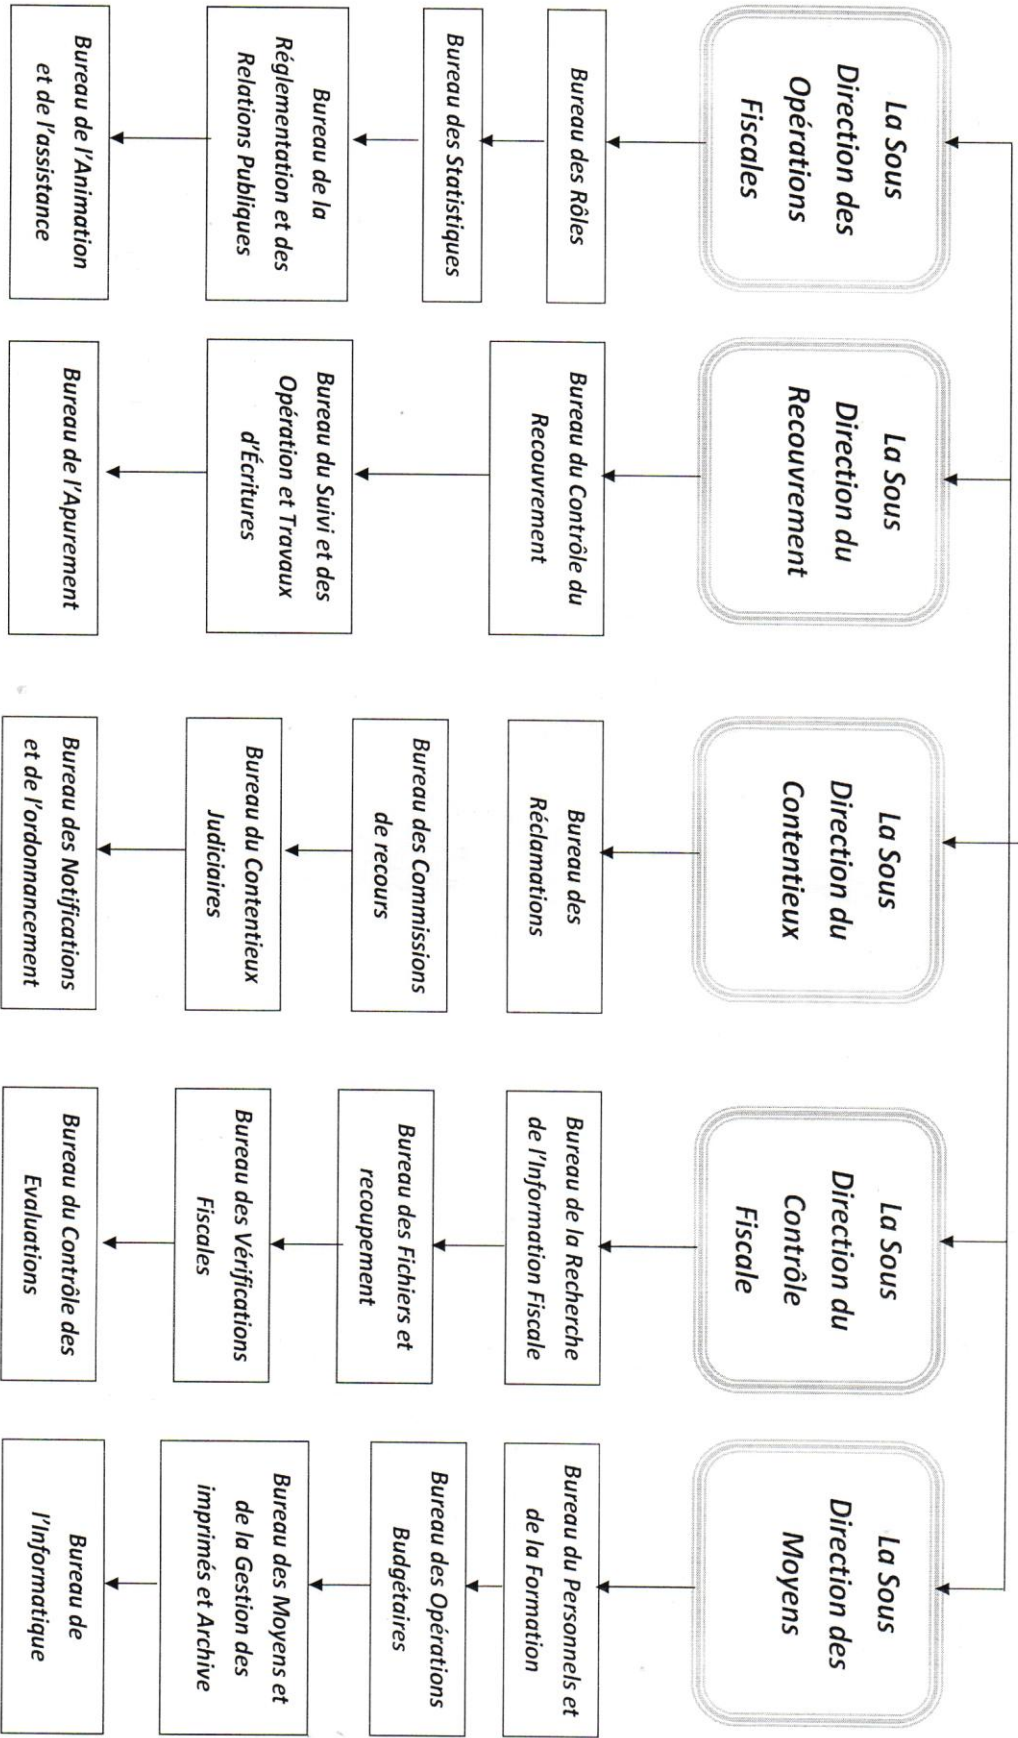 La Sous
Direction des
Opérations
Fiscales
Bureau des Rôles
Bureau des Statistiques
Bureau de la
Réglementation et des
Relations Publiques
Bureau de l'Animation
et de l'assistance
La Sous
Direction du
Recouvrement
Bureau du Contrôle du
Recouvrement
Bureau du Suivi et des
Opération et Travaux
d'Écritures
Bureau de l'Apurement
La Sous
Direction du
Contentieux
Bureau des
Réclamations
Bureau des Commissions
de recours
Bureau du Contentieux
Judiciaires
Bureau des Notifications
et de l'ordonnancement
La Sous
Direction du
Contrôle
Fiscale
Bureau de la Recherche
de l'Information Fiscale
Bureau des Fichiers et
recoupement
Bureau des Vérifications
Fiscales
Bureau du Contrôle des
Evaluations
La Sous
Direction des
Moyens
Bureau du Personnels et
de la Formation
Bureau des Opérations
Budgétaires
Bureau des Moyens et
de la Gestion des
imprimés et Archive
Bureau de
l'Informatique